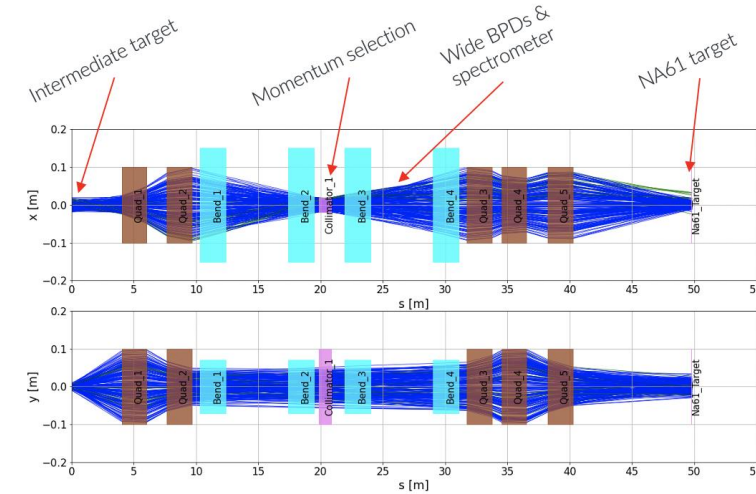 Intermediate target
Momentum selection
Wide BPDs &
spectrometer
NA61 target
0.2
0.1
0.0
−0.1
−0.2
x [m]
Quad_1
Quad_2
Bend_1
Bend_2
Collimator_1
Bend_3
Bend_4
Quad_3
Quad_4
Quad_5
Na61_Target
0
5
10
15
20
25
30
35
40
45
50
55
s [m]
0.2
0.1
0.0
−0.1
−0.2
y [m]
Quad_1
Quad_2
Bend_1
Bend_2
Collimator_1
Bend_3
Bend_4
Quad_3
Quad_4
Quad_5
Na61_Target
0
5
10
15
20
25
30
35
40
45
50
55
s [m]